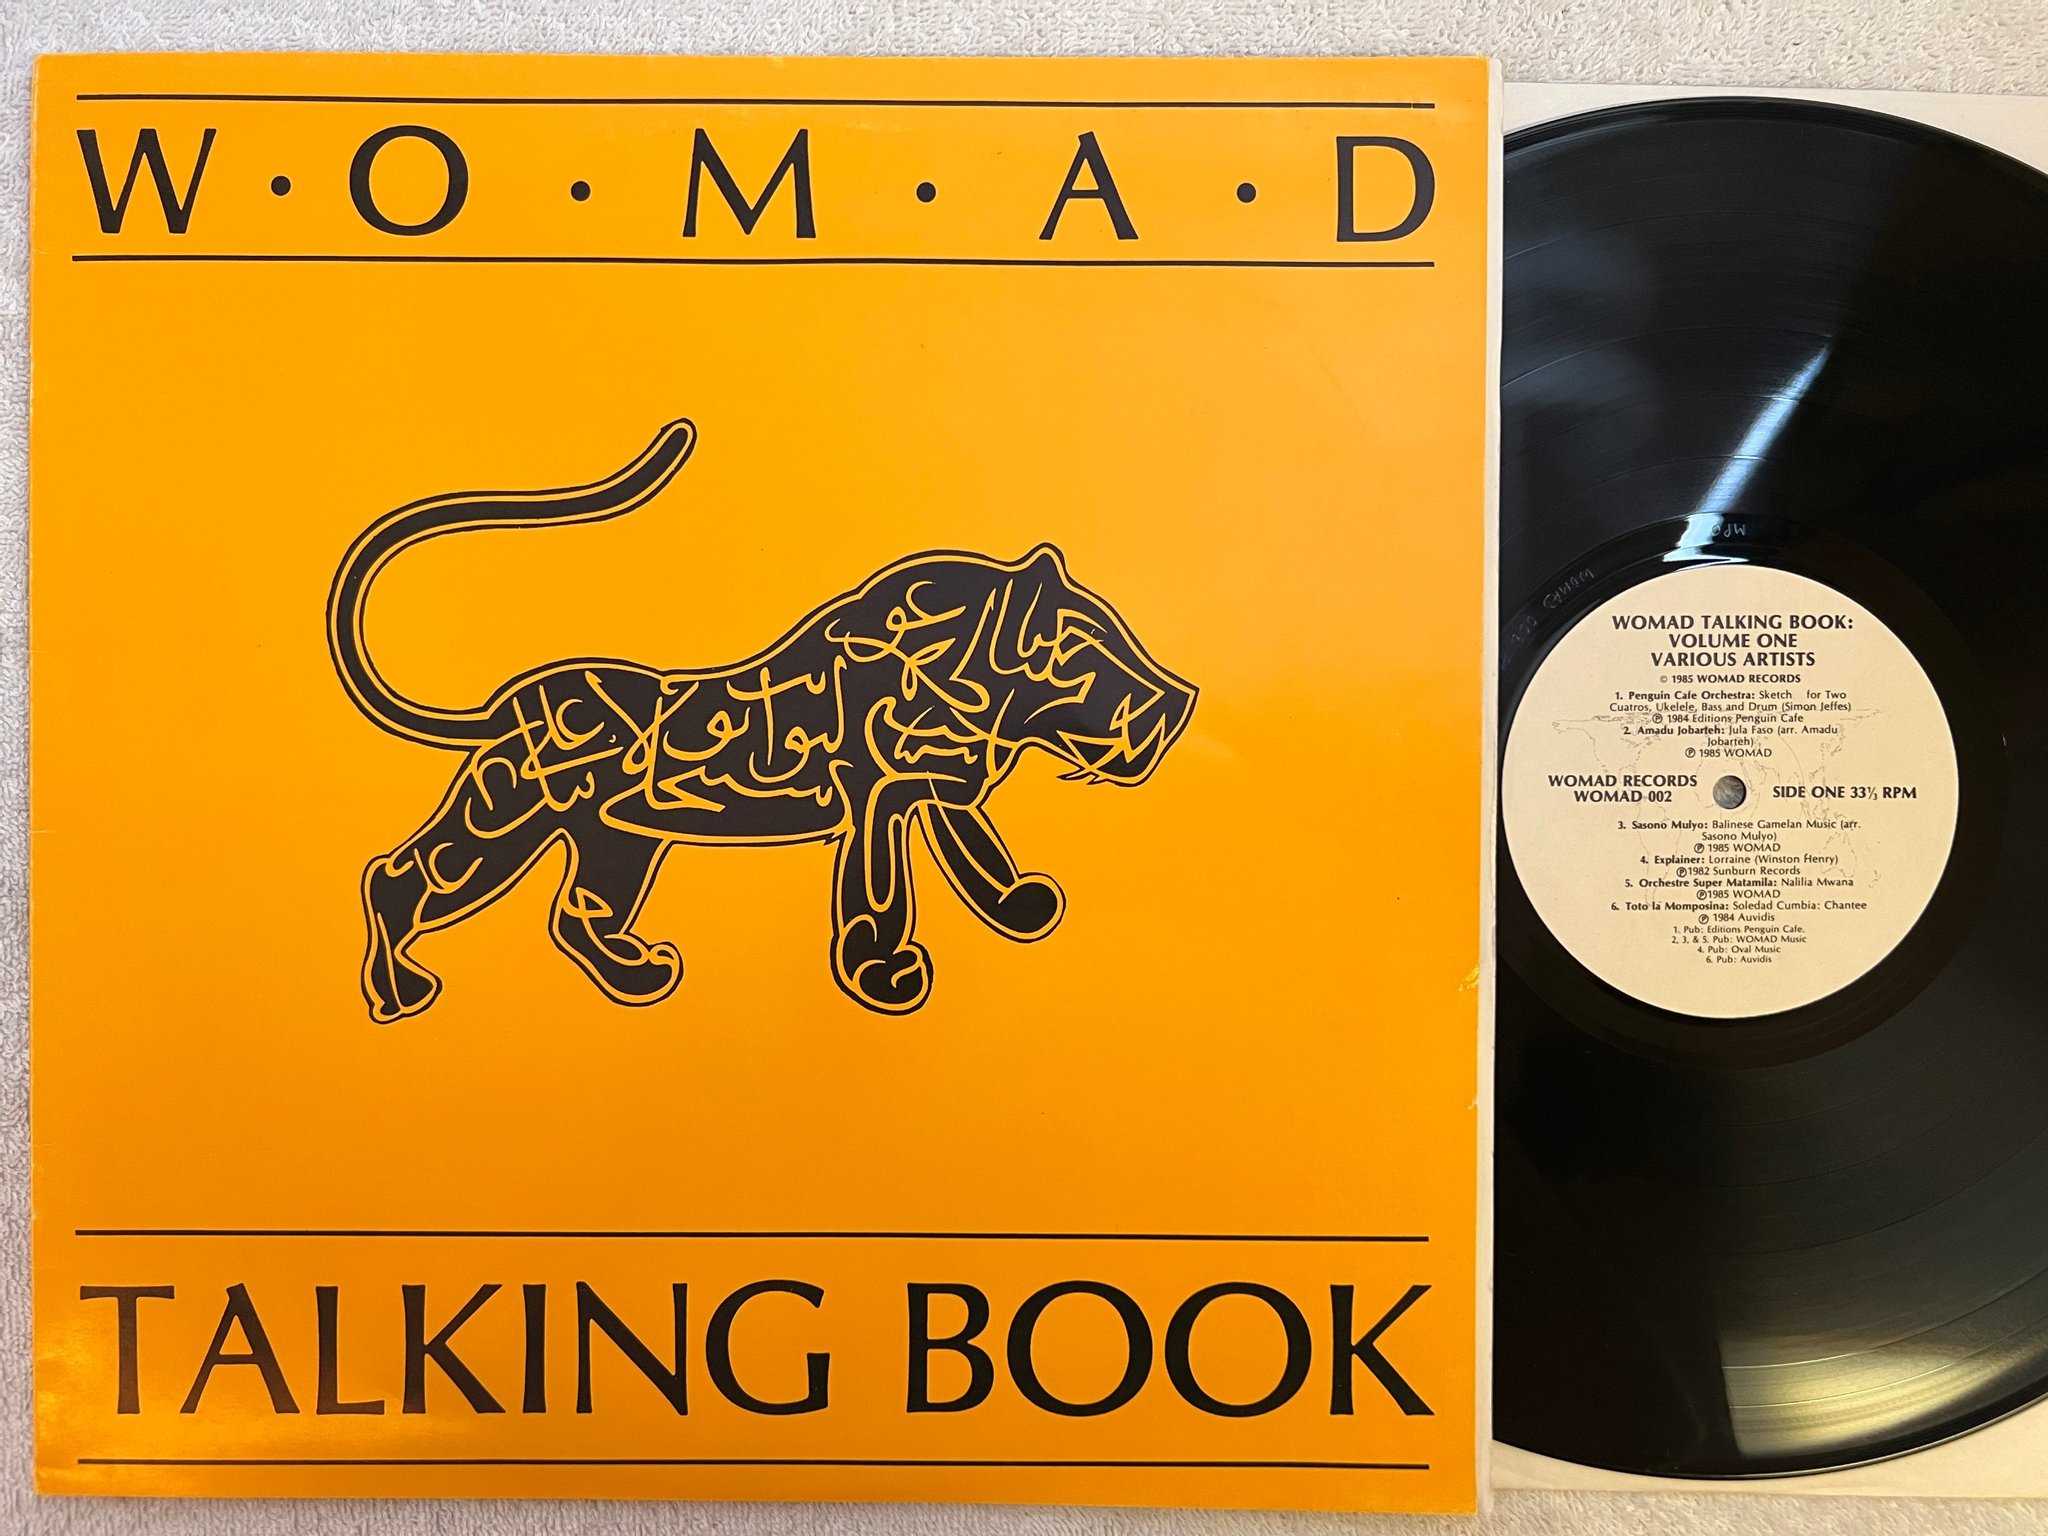 W·O·M·A·D
TALKING BOOK
MPO
WOMAD 002
WOMAD TALKING BOOK:
VOLUME ONE
VARIOUS ARTISTS
© 1985 WOMAD RECORDS
1. Penguin Cafe Orchestra: Sketch for Two
Cuatros, Ukelele, Bass and Drum (Simon Jeffes)
℗ 1984 Editions Penguin Cafe
2. Amadu Jobarteh: Jula Faso (arr. Amadu
Jobarteh)
℗ 1985 WOMAD
WOMAD RECORDS
WOMAD 002
SIDE ONE 33⅓ RPM
3. Sasono Mulyo: Balinese Gamelan Music (arr.
Sasono Mulyo)
℗ 1985 WOMAD
4. Explainer: Lorraine (Winston Henry)
℗1982 Sunburn Records
5. Orchestre Super Matamila: Nalilia Mwana
℗1985 WOMAD
6. Toto la Momposina: Soledad Cumbia: Chantee
℗ 1984 Auvidis
1. Pub: Editions Penguin Cafe.
2, 3, & 5. Pub: WOMAD Music
4. Pub: Oval Music
6. Pub: Auvidis